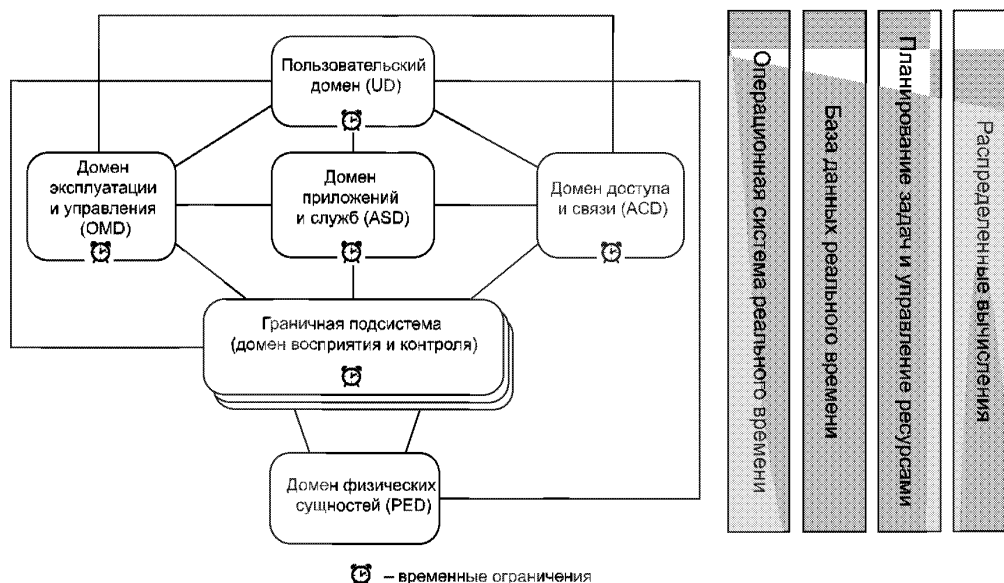 Пользовательский
домен (UD)
Домен
эксплуатации
и управления
(OMD)
Домен
приложений
и служб (ASD)
Домен доступа
и связи (ACD)
Граничная подсистема
(домен восприятия и контроля)
Домен физических
сущностей (PED)
– временные ограничения
Операционная система реального времени
База данных реального времени
Планирование задач и управление ресурсами
Распределенные вычисления